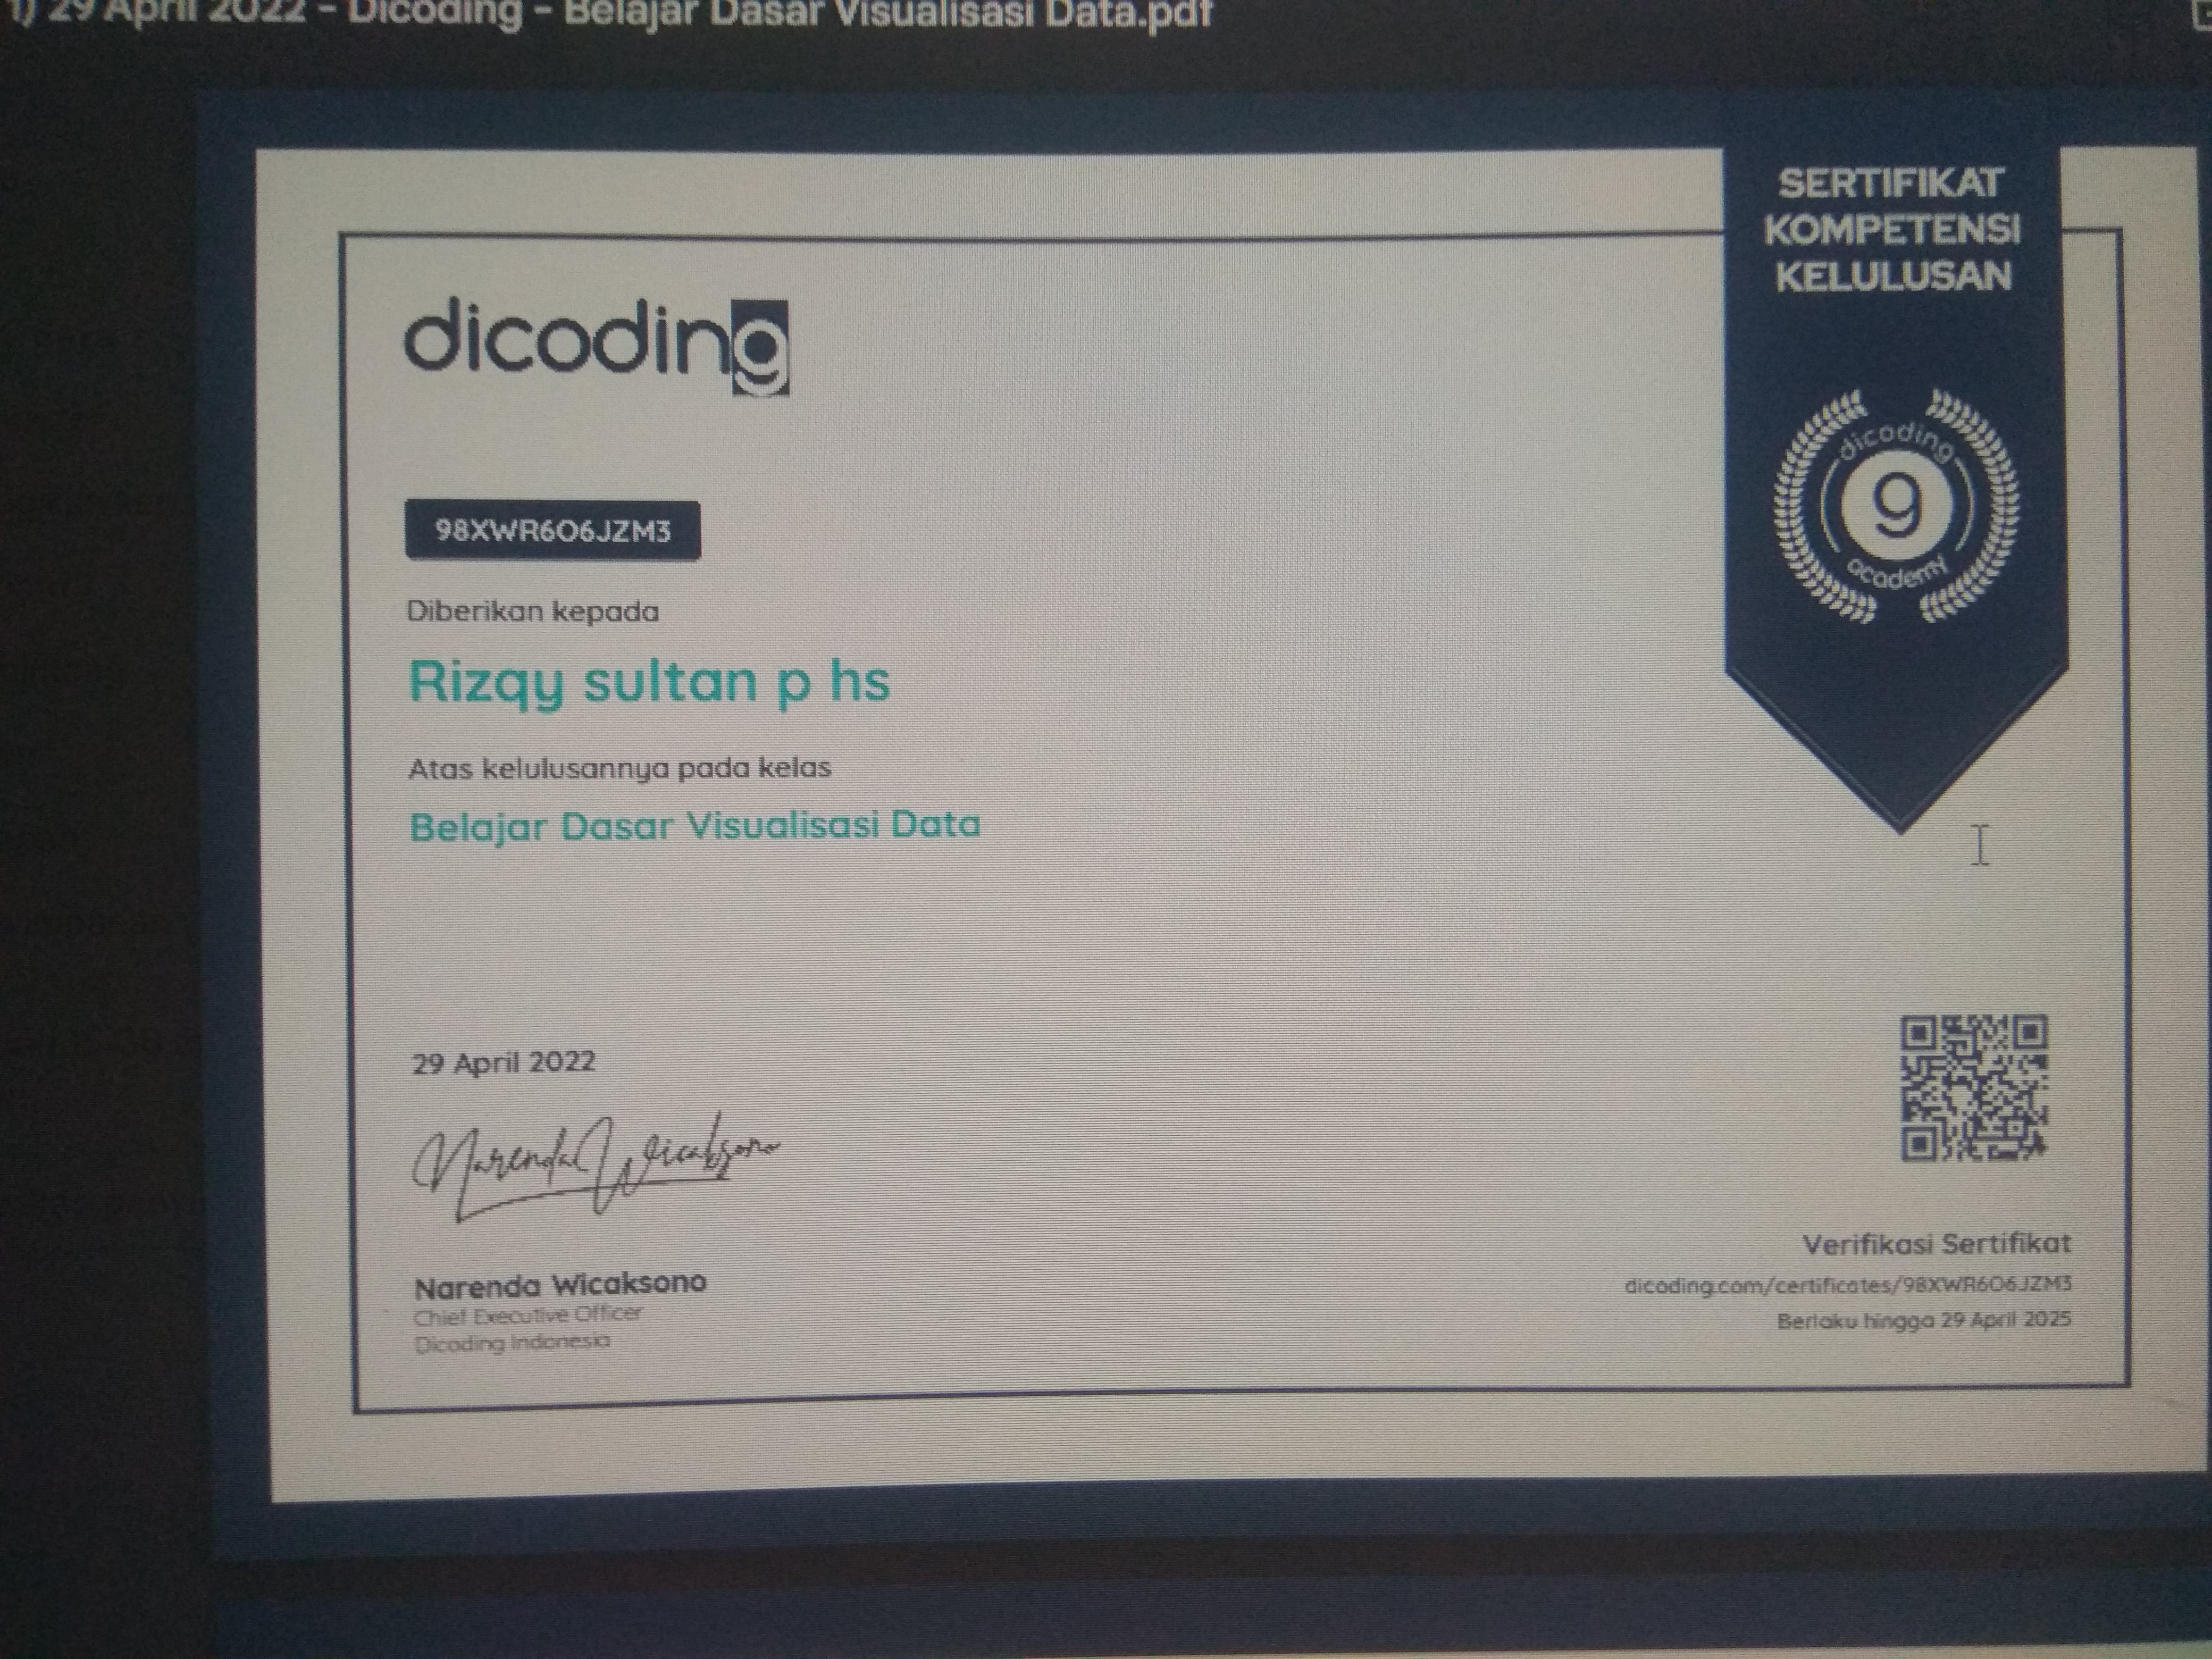 29 April 2022 - Dicoding - Belajar Dasar Visualisasi Data.pdf
SERTIFIKAT
KOMPETENSI
KELULUSAN
dicoding
dicoding
9
academy
98XWR6O6JZM3
Diberikan kepada
Rizqy sultan p hs
Atas kelulusannya pada kelas
Belajar Dasar Visualisasi Data
29 April 2022
Narenda Wicaksono
Narenda Wicaksono
Chief Executive Officer
Dicoding Indonesia
Verifikasi Sertifikat
dicoding.com/certificates/98XWR6O6JZM3
Berlaku hingga 29 April 2025